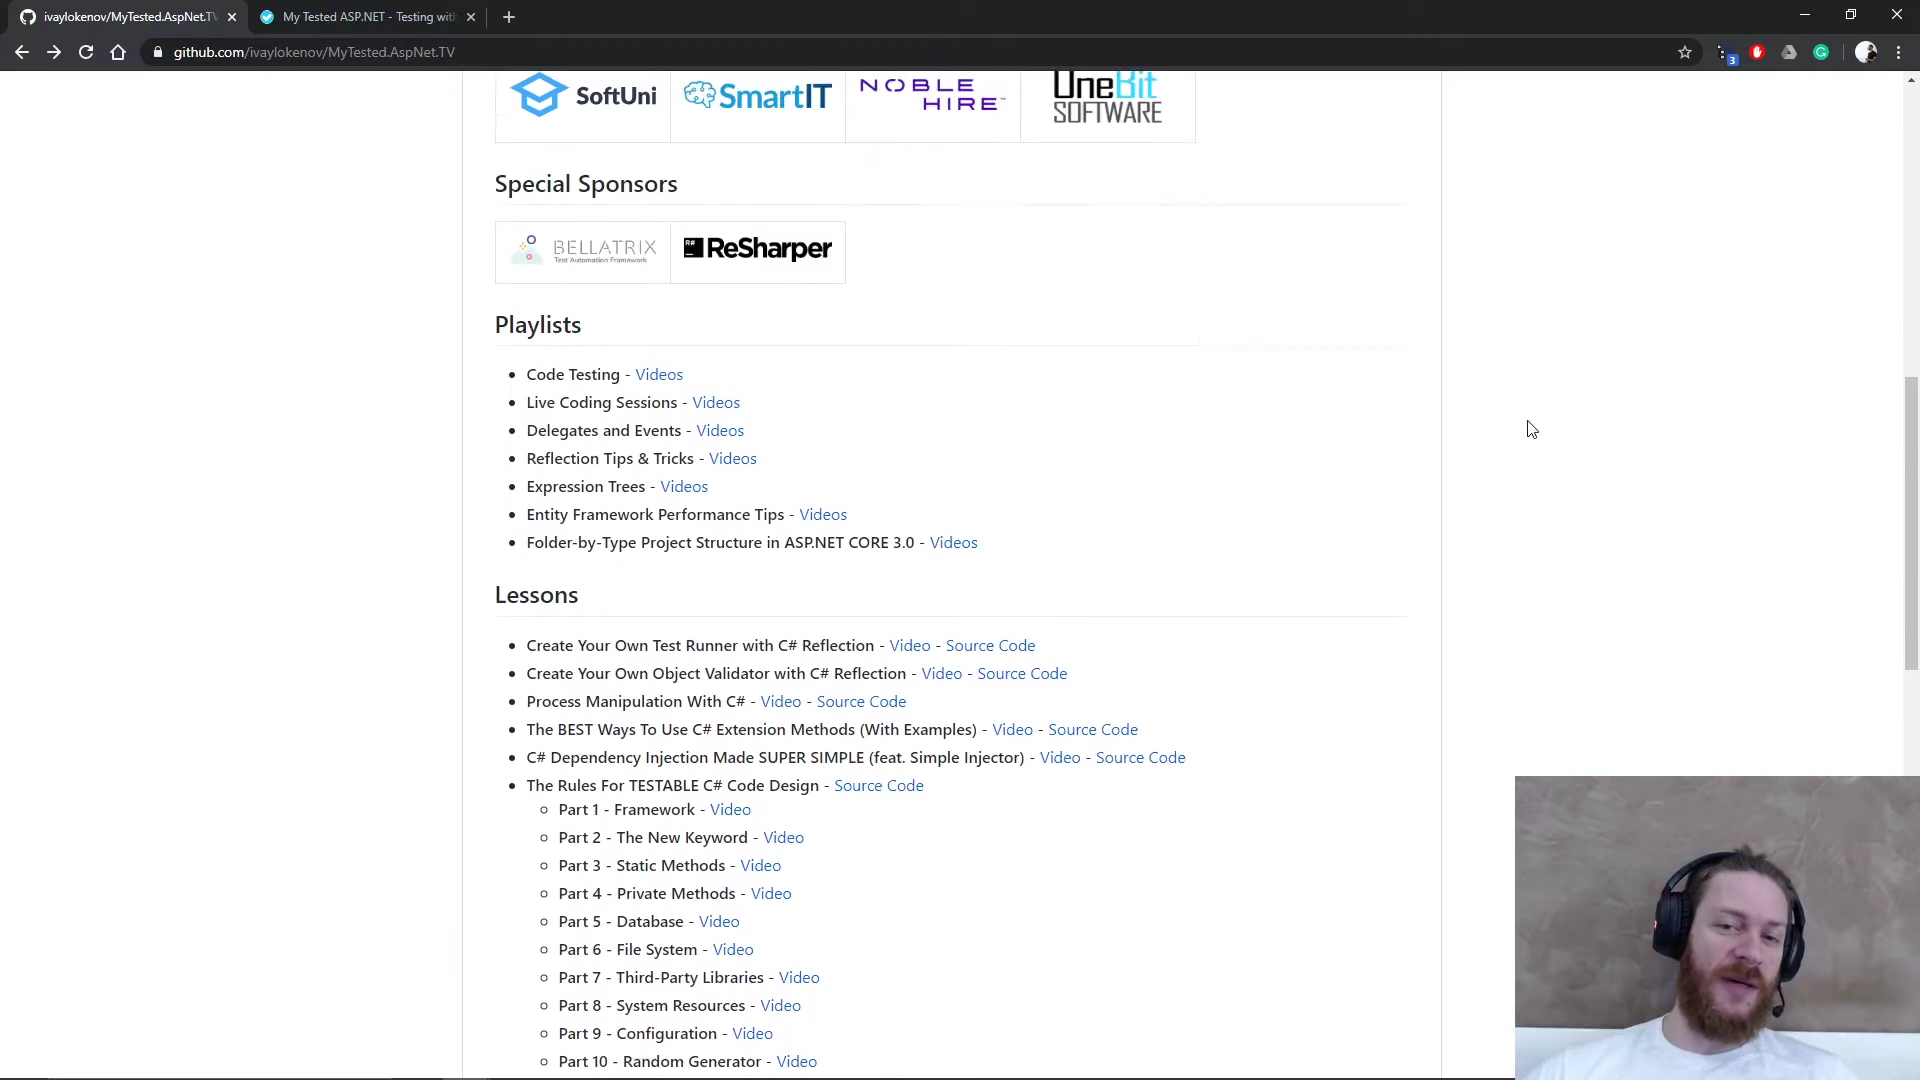 ivaylokenov/MyTested.AspNet.TV
My Tested ASP.NET - Testing with
github.com/ivaylokenov/MyTested.AspNet.TV
3
SoftUni
SmartIT
NOBLE HIRE
OneBit SOFTWARE
Special Sponsors
BELLATRIX
Test Automation Framework
R#
ReSharper
Playlists
Code Testing - Videos
Live Coding Sessions - Videos
Delegates and Events - Videos
Reflection Tips & Tricks - Videos
Expression Trees - Videos
Entity Framework Performance Tips - Videos
Folder-by-Type Project Structure in ASP.NET CORE 3.0 - Videos
Lessons
Create Your Own Test Runner with C# Reflection - Video - Source Code
Create Your Own Object Validator with C# Reflection - Video - Source Code
Process Manipulation With C# - Video - Source Code
The BEST Ways To Use C# Extension Methods (With Examples) - Video - Source Code
C# Dependency Injection Made SUPER SIMPLE (feat. Simple Injector) - Video - Source Code
The Rules For TESTABLE C# Code Design - Source Code
Part 1 - Framework - Video
Part 2 - The New Keyword - Video
Part 3 - Static Methods - Video
Part 4 - Private Methods - Video
Part 5 - Database - Video
Part 6 - File System - Video
Part 7 - Third-Party Libraries - Video
Part 8 - System Resources - Video
Part 9 - Configuration - Video
Part 10 - Random Generator - Video